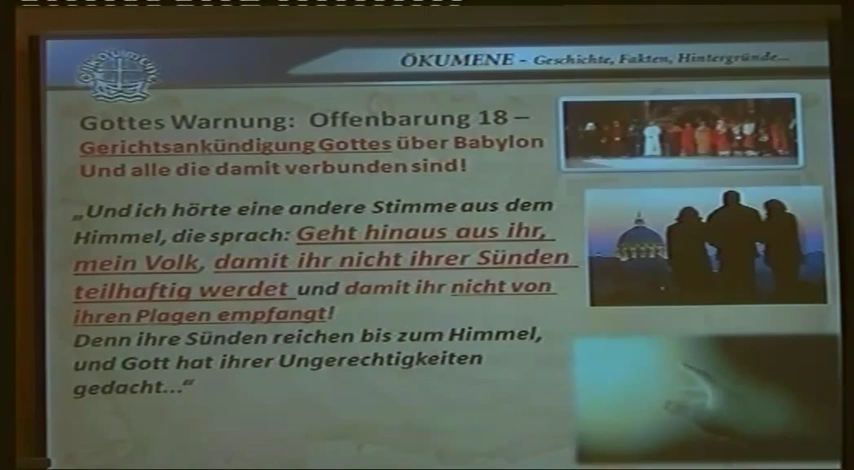 ÖKUMENE - Geschichte, Fakten, Hintergründe...
Gottes Warnung: Offenbarung 18 –
Gerichtsankündigung Gottes über Babylon
Und alle die damit verbunden sind!
„Und ich hörte eine andere Stimme aus dem
Himmel, die sprach: Geht hinaus aus ihr,
mein Volk, damit ihr nicht ihrer Sünden
teilhaftig werdet und damit ihr nicht von
ihren Plagen empfangt!
Denn ihre Sünden reichen bis zum Himmel,
und Gott hat ihrer Ungerechtigkeiten
gedacht...“